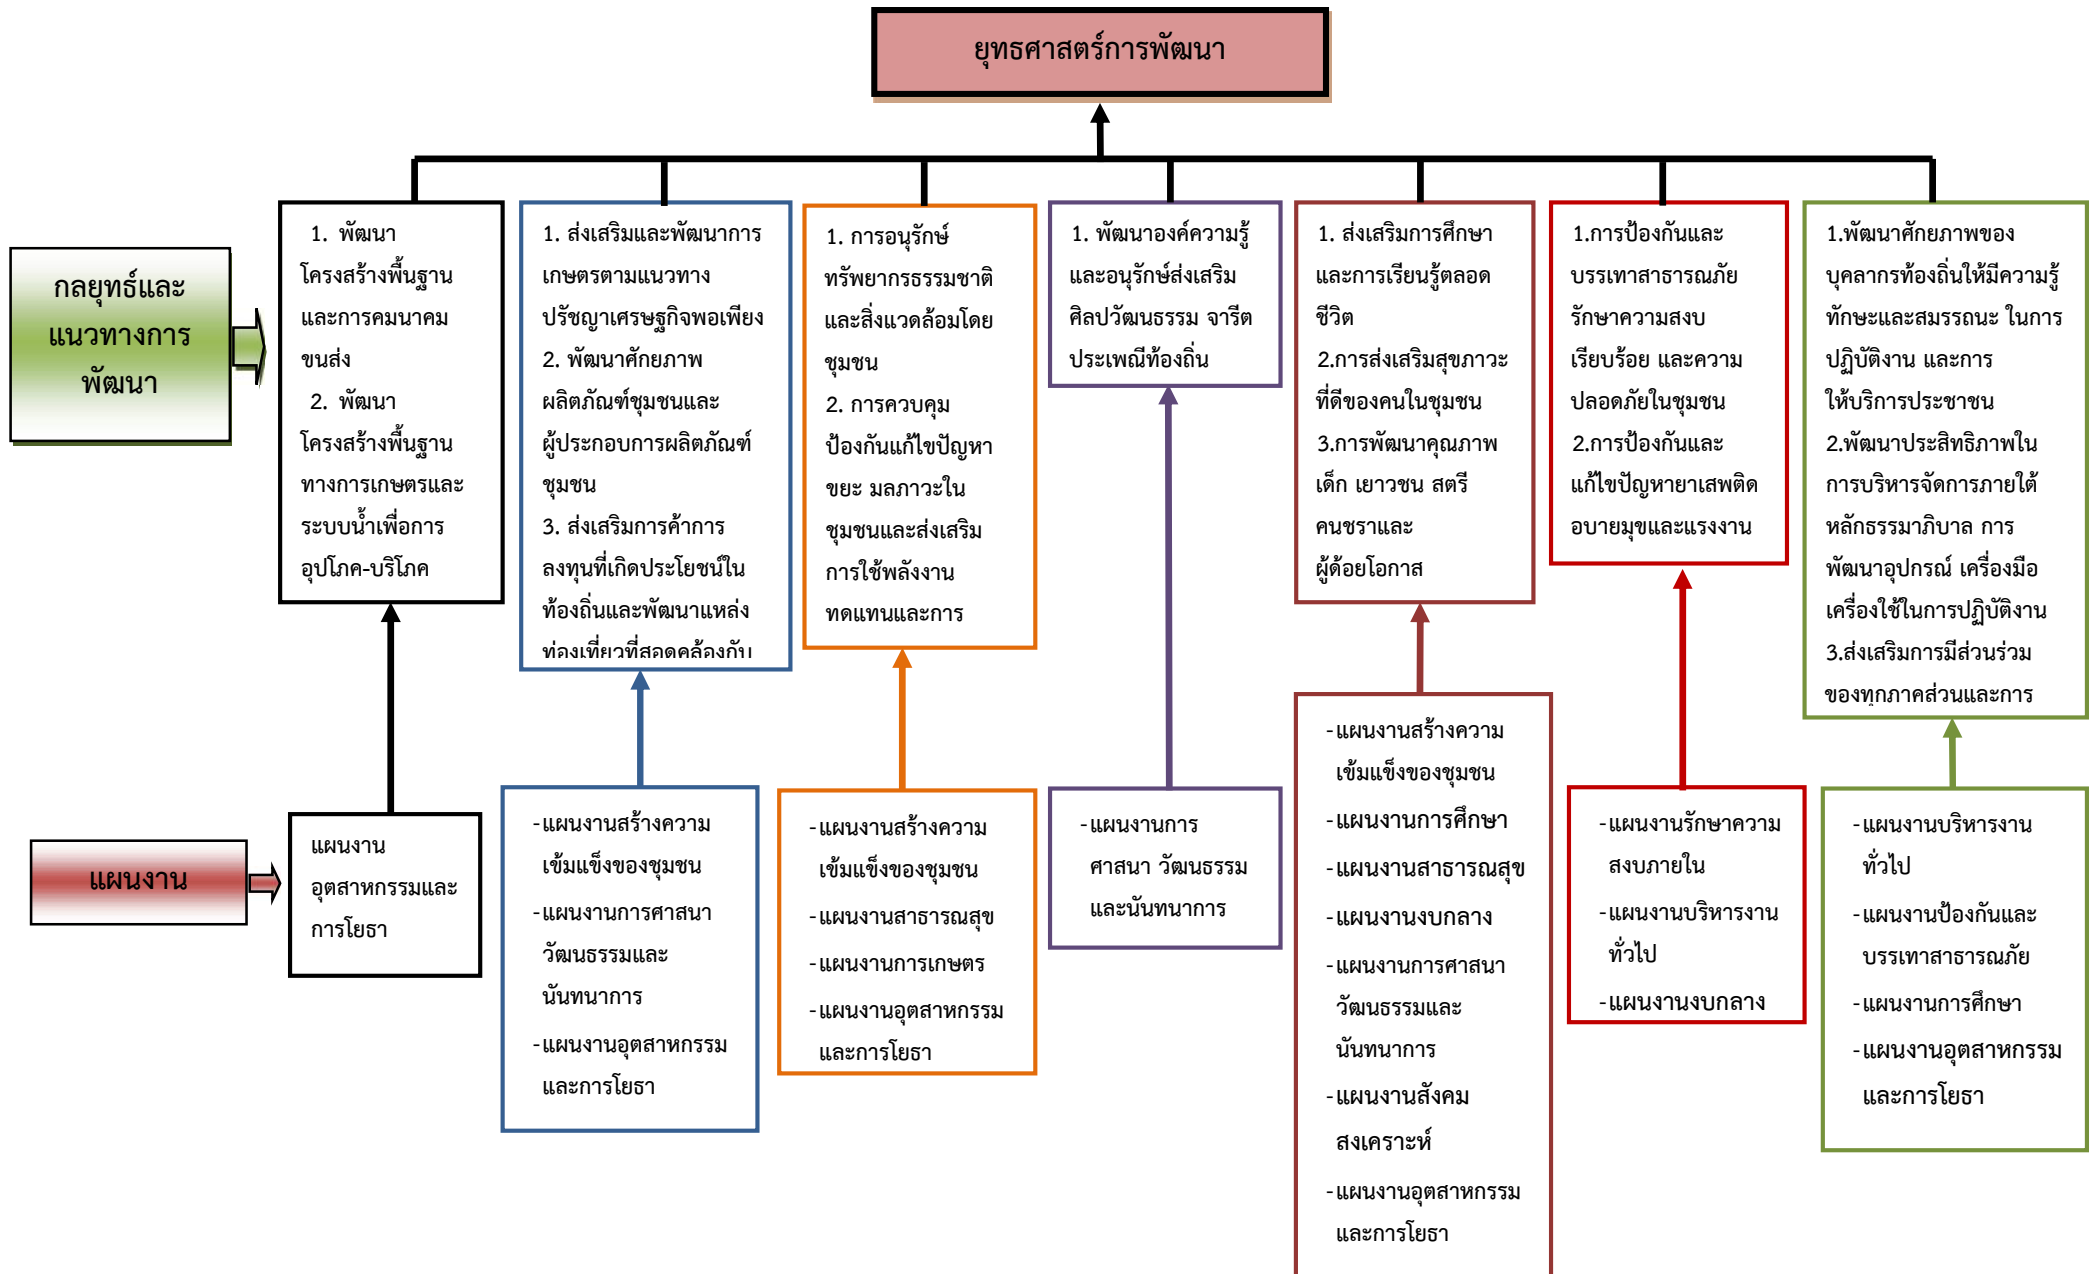 ยุทธศาสตร์การพัฒนา
กลยุทธ์และ
แนวทางการ
พัฒนา
1. พัฒนา
โครงสร้างพื้นฐาน
และการคมนาคม
ขนส่ง
2. พัฒนา
โครงสร้างพื้นฐาน
ทางการเกษตรและ
ระบบน้ำเพื่อการ
อุปโภค-บริโภค
1. ส่งเสริมและพัฒนาการ
เกษตรตามแนวทาง
ปรัชญาเศรษฐกิจพอเพียง
2. พัฒนาศักยภาพ
ผลิตภัณฑ์ชุมชนและ
ผู้ประกอบการผลิตภัณฑ์
ชุมชน
3. ส่งเสริมการค้าการ
ลงทุนที่เกิดประโยชน์ใน
ท้องถิ่นและพัฒนาแหล่ง
ท่องเที่ยวที่สอดคล้องกับ
1. การอนุรักษ์
ทรัพยากรธรรมชาติ
และสิ่งแวดล้อมโดย
ชุมชน
2. การควบคุม
ป้องกันแก้ไขปัญหา
ขยะ มลภาวะใน
ชุมชนและส่งเสริม
การใช้พลังงาน
ทดแทนและการ
1. พัฒนาองค์ความรู้
และอนุรักษ์ส่งเสริม
ศิลปวัฒนธรรม จารีต
ประเพณีท้องถิ่น
1. ส่งเสริมการศึกษา
และการเรียนรู้ตลอด
ชีวิต
2.การส่งเสริมสุขภาวะ
ที่ดีของคนในชุมชน
3.การพัฒนาคุณภาพ
เด็ก เยาวชน สตรี
คนชราและ
ผู้ด้อยโอกาส
1.การป้องกันและ
บรรเทาสาธารณภัย
รักษาความสงบ
เรียบร้อย และความ
ปลอดภัยในชุมชน
2.การป้องกันและ
แก้ไขปัญหายาเสพติด
อบายมุขและแรงงาน
1.พัฒนาศักยภาพของ
บุคลากรท้องถิ่นให้มีความรู้
ทักษะและสมรรถนะ ในการ
ปฏิบัติงาน และการ
ให้บริการประชาชน
2.พัฒนาประสิทธิภาพใน
การบริหารจัดการภายใต้
หลักธรรมาภิบาล การ
พัฒนาอุปกรณ์ เครื่องมือ
เครื่องใช้ในการปฏิบัติงาน
3.ส่งเสริมการมีส่วนร่วม
ของทุกภาคส่วนและการ
แผนงาน
แผนงาน
อุตสาหกรรมและ
การโยธา
-แผนงานสร้างความ
เข้มแข็งของชุมชน
-แผนงานการศาสนา
วัฒนธรรมและ
นันทนาการ
-แผนงานอุตสาหกรรม
และการโยธา
-แผนงานสร้างความ
เข้มแข็งของชุมชน
-แผนงานสาธารณสุข
-แผนงานการเกษตร
-แผนงานอุตสาหกรรม
และการโยธา
-แผนงานการ
ศาสนา วัฒนธรรม
และนันทนาการ
-แผนงานสร้างความ
เข้มแข็งของชุมชน
-แผนงานการศึกษา
-แผนงานสาธารณสุข
-แผนงานงบกลาง
-แผนงานการศาสนา
วัฒนธรรมและ
นันทนาการ
-แผนงานสังคม
สงเคราะห์
-แผนงานอุตสาหกรรม
และการโยธา
-แผนงานรักษาความ
สงบภายใน
-แผนงานบริหารงาน
ทั่วไป
-แผนงานงบกลาง
-แผนงานบริหารงาน
ทั่วไป
-แผนงานป้องกันและ
บรรเทาสาธารณภัย
-แผนงานการศึกษา
-แผนงานอุตสาหกรรม
และการโยธา